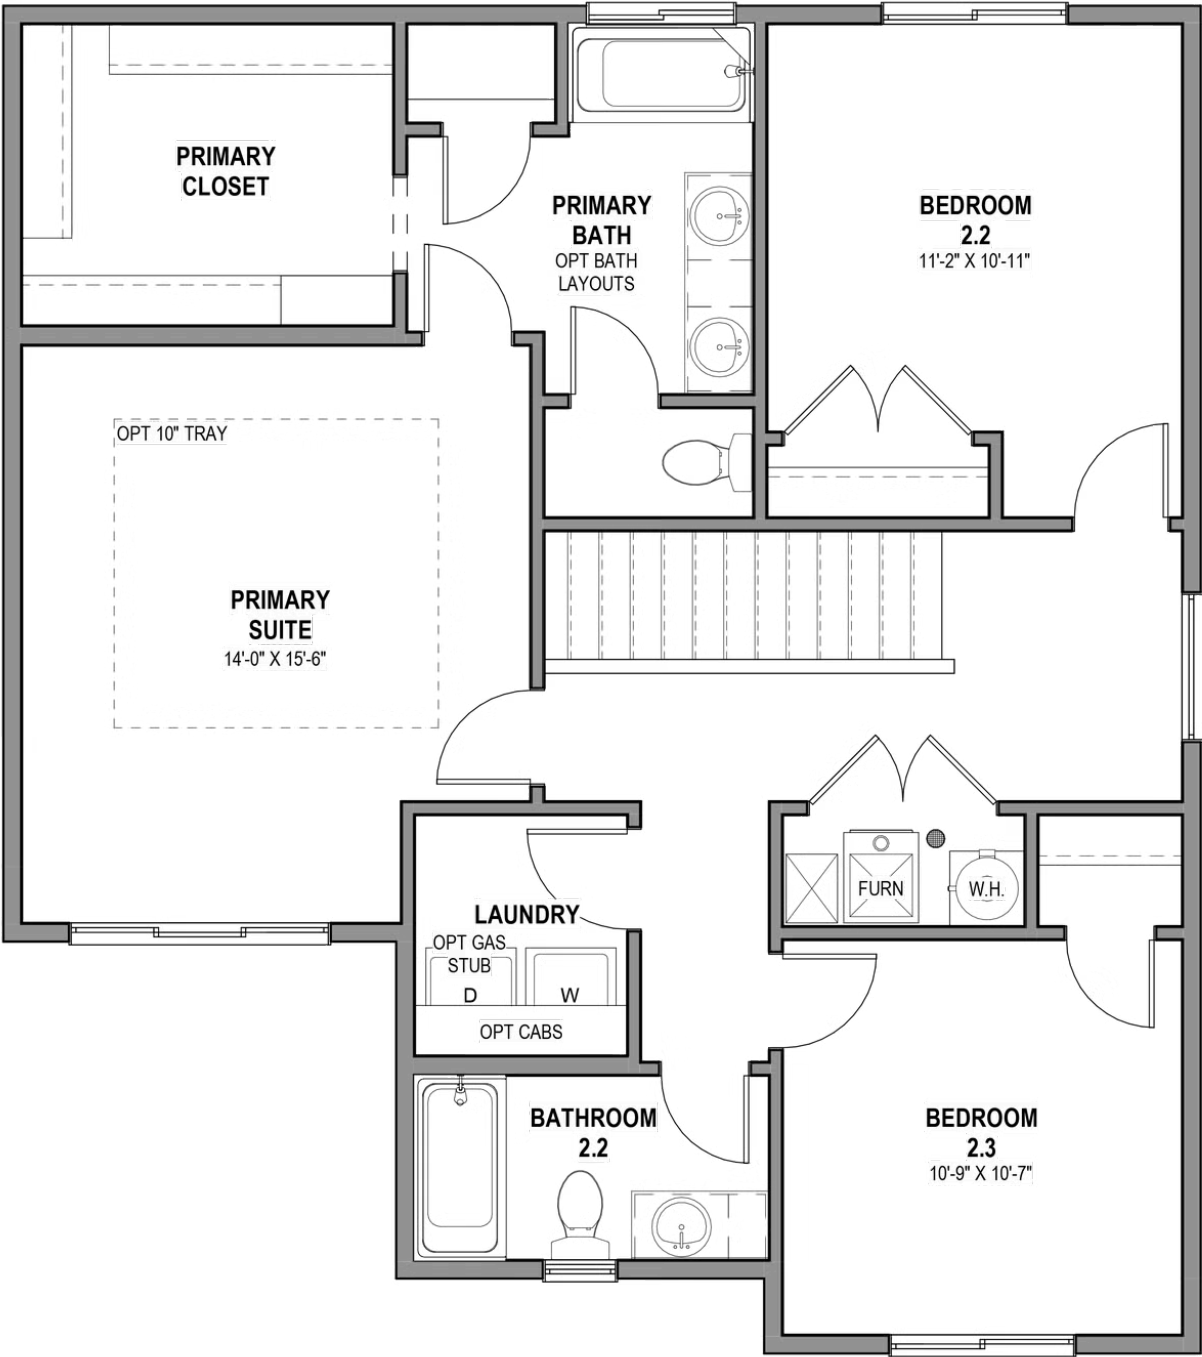 PRIMARY
CLOSET
PRIMARY
BATH
OPT BATH
LAYOUTS
BEDROOM
2.2
11'-2" X 10'-11"
OPT 10" TRAY
PRIMARY
SUITE
14'-0" X 15'-6"
LAUNDRY
OPT GAS
STUB
D
W
OPT CABS
FURN
W.H.
BATHROOM
2.2
BEDROOM
2.3
10'-9" X 10'-7"